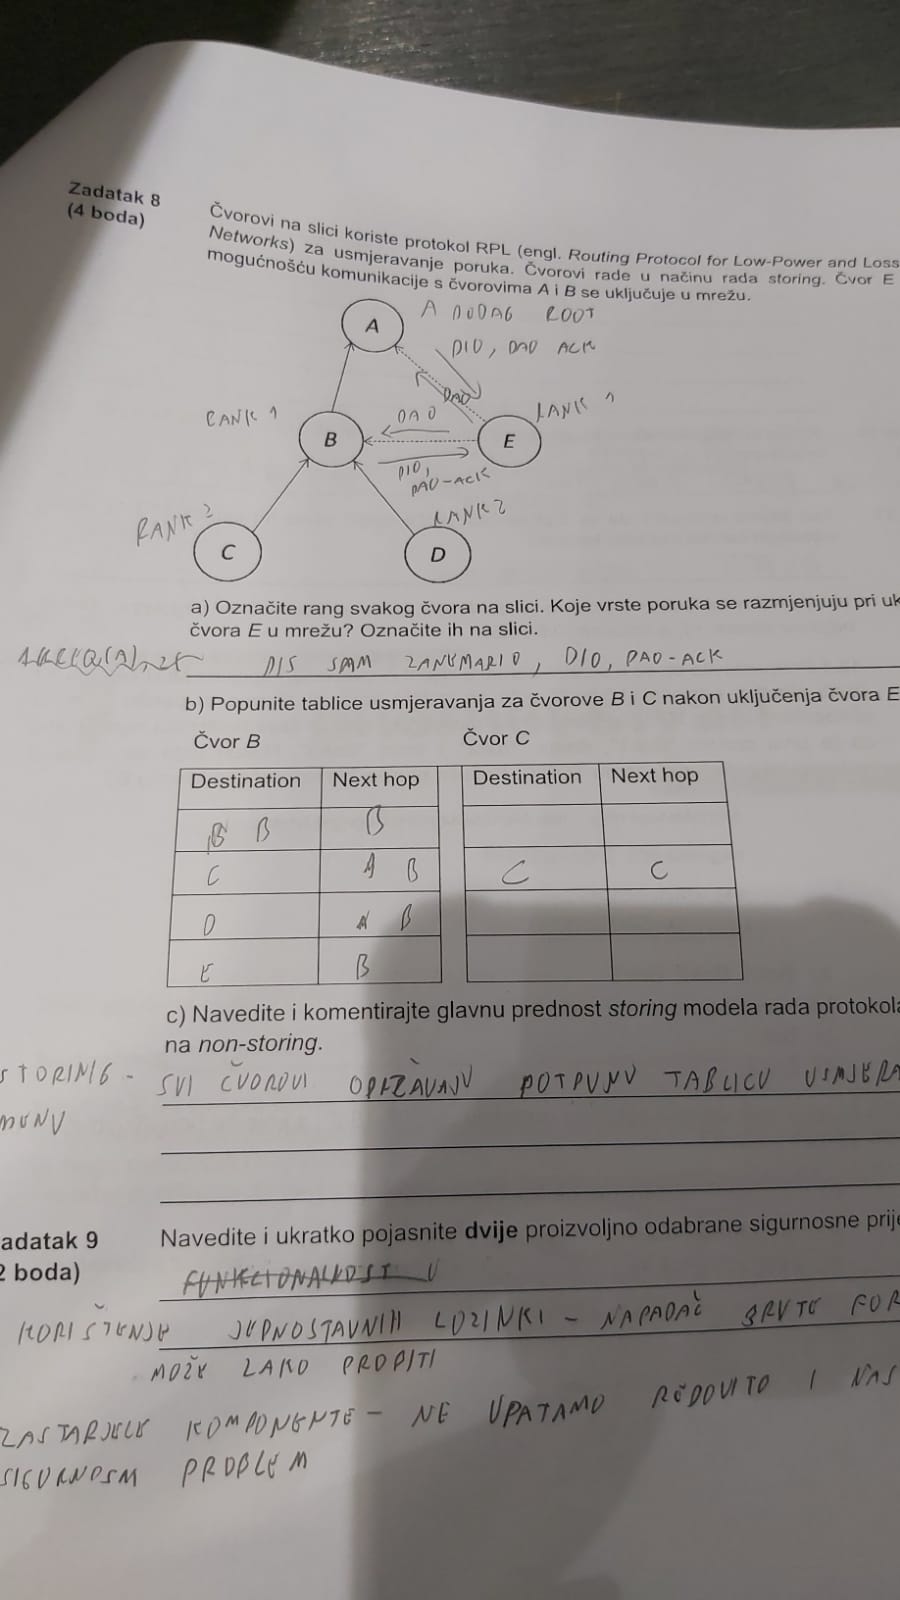 Zadatak 8
(4 boda)
Čvorovi na slici koriste protokol RPL (engl. Routing Protocol for Low-Power and Loss
Networks) za usmjeravanje poruka. Čvorovi rade u načinu rada storing. Čvor E
mogućnošću komunikacije s čvorovima A i B se uključuje u mrežu.
A
ROOT
DIO, DAO ACK
DAO
RANK 1
B
DAO
E
RANK 1
DIO,
DAO-ACK
RANK 2
C
RANK 2
D
a) Označite rang svakog čvora na slici. Koje vrste poruka se razmjenjuju pri uk
čvora E u mrežu? Označite ih na slici.
DIS SPAM ZANEMARIO, DIO, DAO-ACK
b) Popunite tablice usmjeravanja za čvorove B i C nakon uključenja čvora E
Čvor B Čvor C
Destination Next hop Destination Next hop
B B B
C A B C C
D A B
E B
c) Navedite i komentirajte glavnu prednost storing modela rada protokola
na non-storing.
STORING - SVI ČVOROVI ODRŽAVAJU POTPUNU TABLICU USMJERA
adatak 9
2 boda)
Navedite i ukratko pojasnite dvije proizvoljno odabrane sigurnosne prije
FUNKCIONALNOST U
KORIŠTENJE JEDNOSTAVNIH LOZINKI - NAPADAČ BRUTE FOR
MOŽE LAKO PROBITI
ZASTARJELE KOMPONENTE - NE UPATAMO REDOVITO I NAS
SIGURNOSM PROBLEM